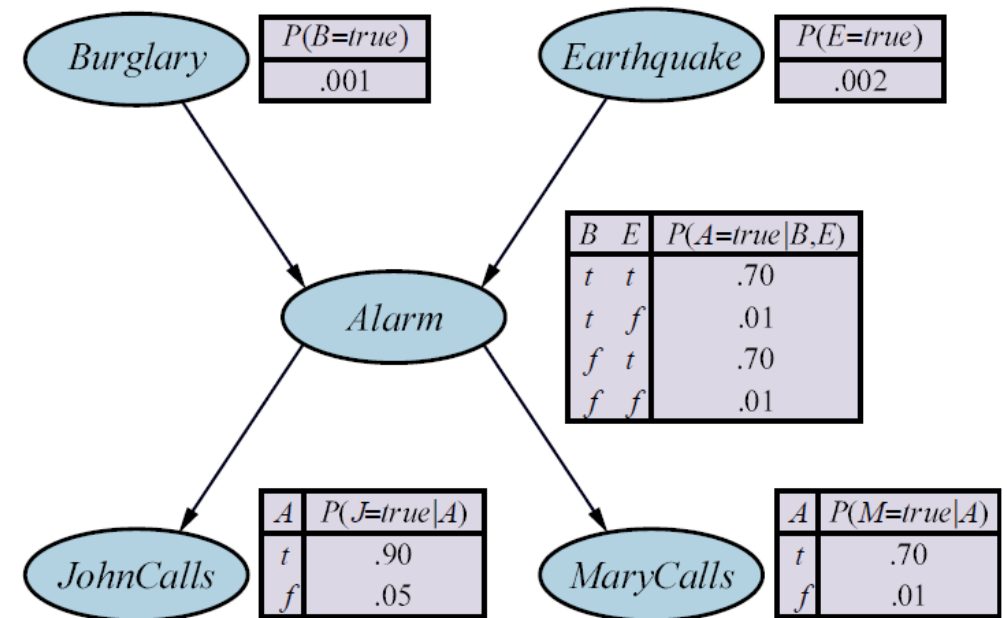 Burglary
P(B=true)
.001
Earthquake
P(E=true)
.002
B E P(A=true|B,E)
t t .70
t f .01
f t .70
f f .01
Alarm
JohnCalls
A P(J=true|A)
t .90
f .05
MaryCalls
A P(M=true|A)
t .70
f .01